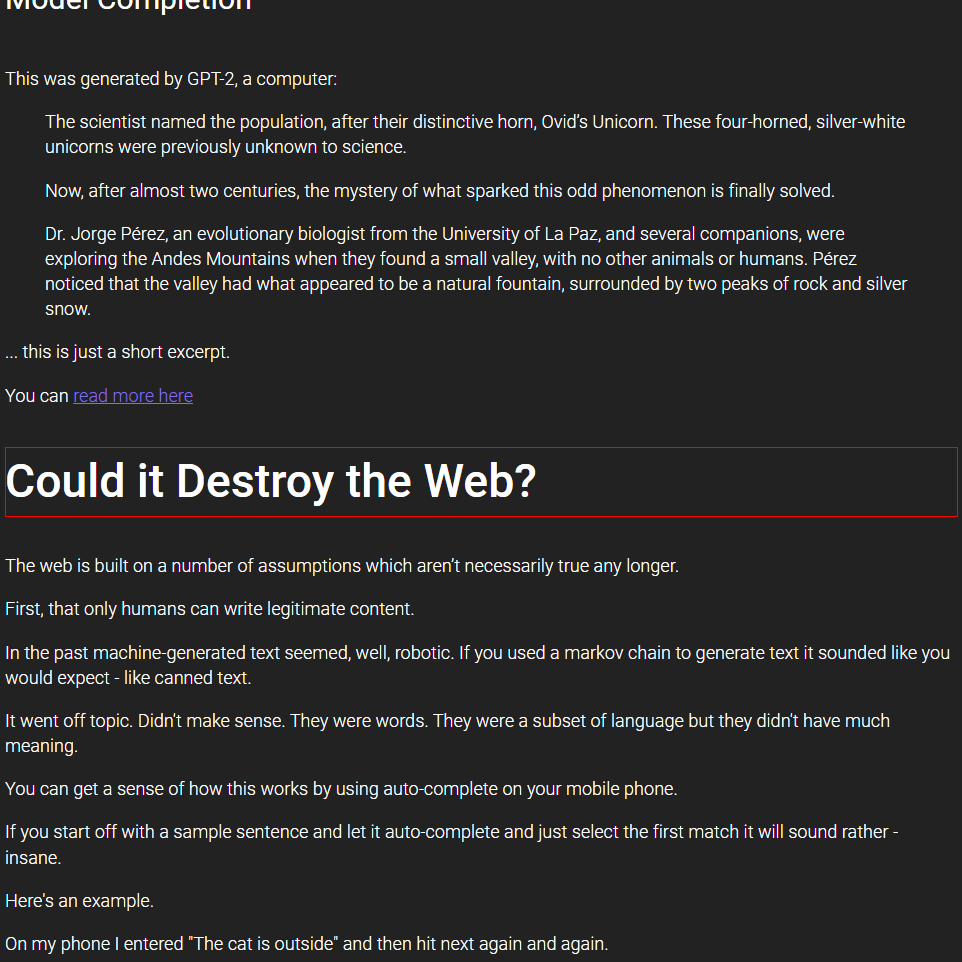 Model Completion
This was generated by GPT-2, a computer:
The scientist named the population, after their distinctive horn, Ovid’s Unicorn. These four-horned, silver-white
unicorns were previously unknown to science.
Now, after almost two centuries, the mystery of what sparked this odd phenomenon is finally solved.
Dr. Jorge Pérez, an evolutionary biologist from the University of La Paz, and several companions, were
exploring the Andes Mountains when they found a small valley, with no other animals or humans. Pérez
noticed that the valley had what appeared to be a natural fountain, surrounded by two peaks of rock and silver
snow.
... this is just a short excerpt.
You can read more here
Could it Destroy the Web?
The web is built on a number of assumptions which aren’t necessarily true any longer.
First, that only humans can write legitimate content.
In the past machine-generated text seemed, well, robotic. If you used a markov chain to generate text it sounded like you
would expect - like canned text.
It went off topic. Didn't make sense. They were words. They were a subset of language but they didn't have much
meaning.
You can get a sense of how this works by using auto-complete on your mobile phone.
If you start off with a sample sentence and let it auto-complete and just select the first match it will sound rather -
insane.
Here's an example.
On my phone I entered "The cat is outside" and then hit next again and again.